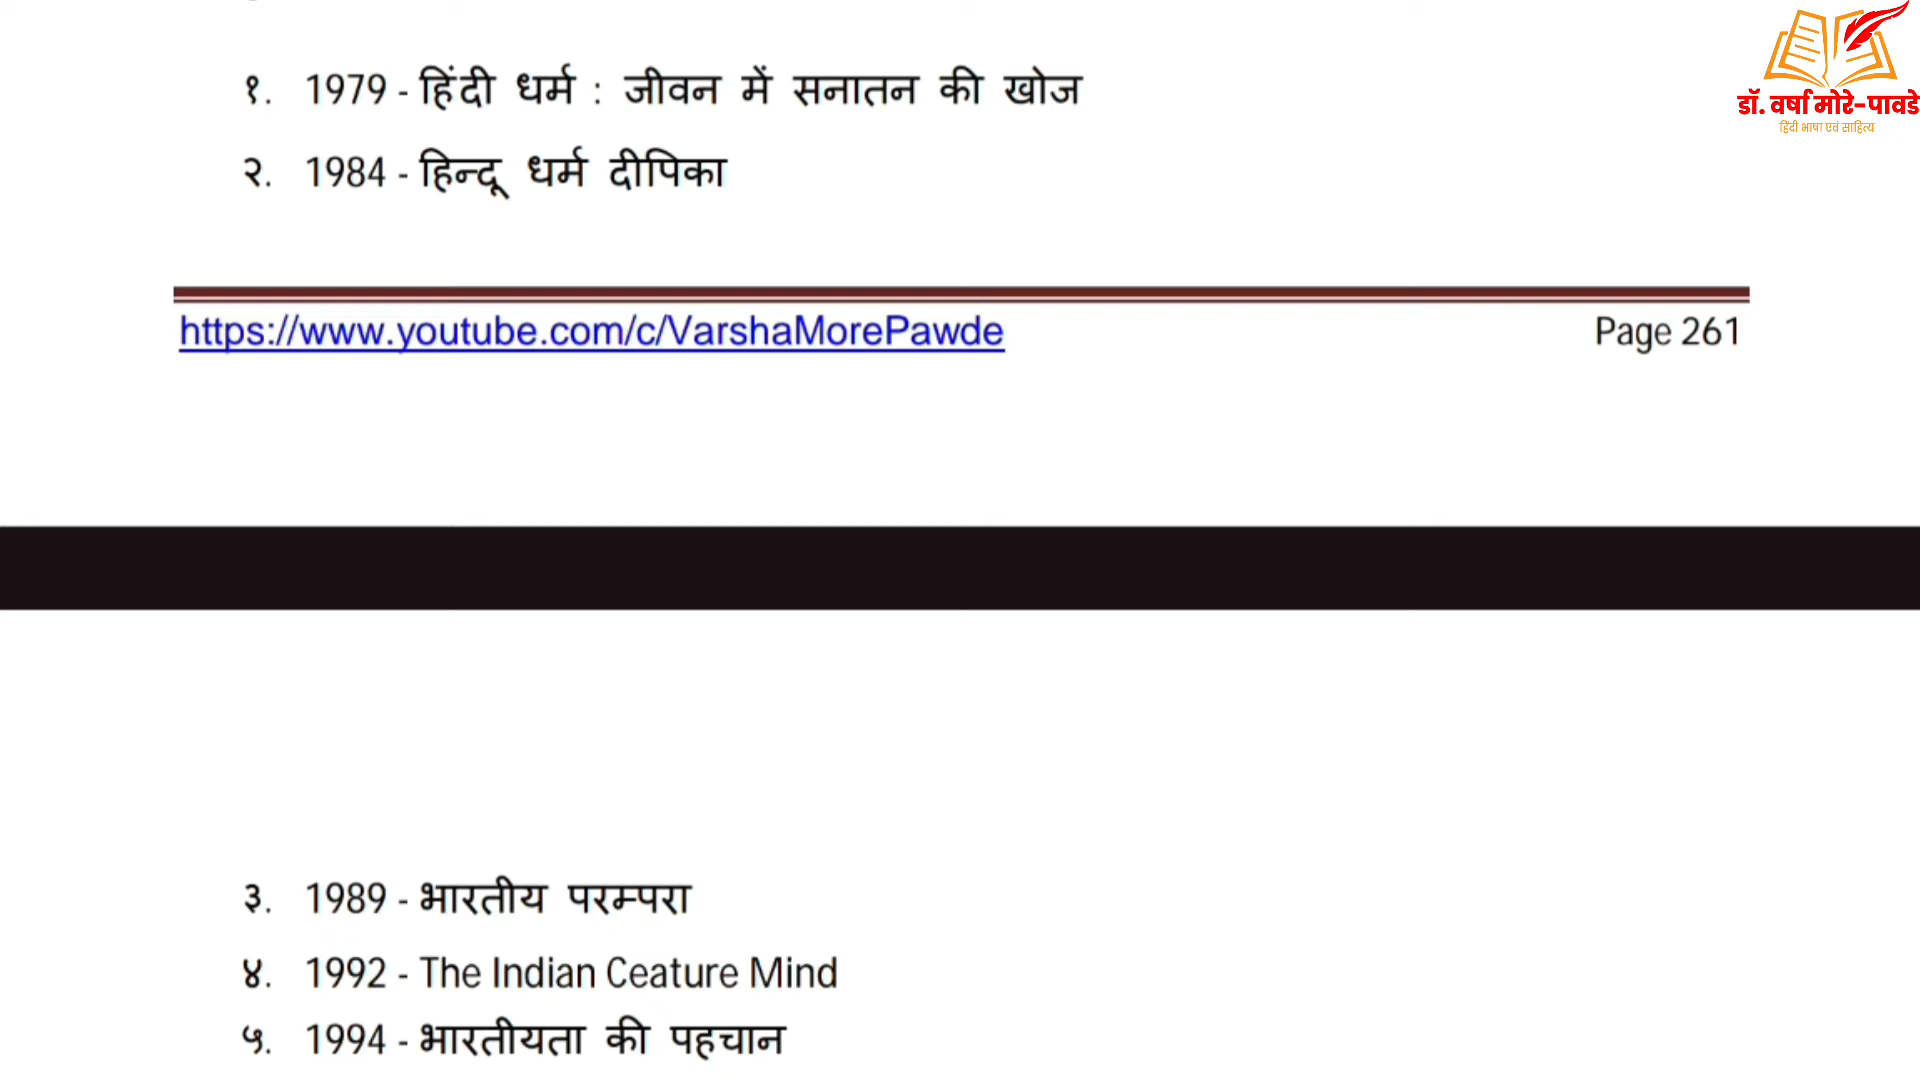 १. 1979 - हिंदी धर्म : जीवन में सनातन की खोज
डॉ. वर्षा मोरे-पावडे
हिंदी भाषा एवं साहित्य
२. 1984 - हिन्दू धर्म दीपिका
https://www.youtube.com/c/VarshaMorePawde Page 261
३. 1989 - भारतीय परम्परा
४. 1992 - The Indian Ceature Mind
५. 1994 - भारतीयता की पहचान